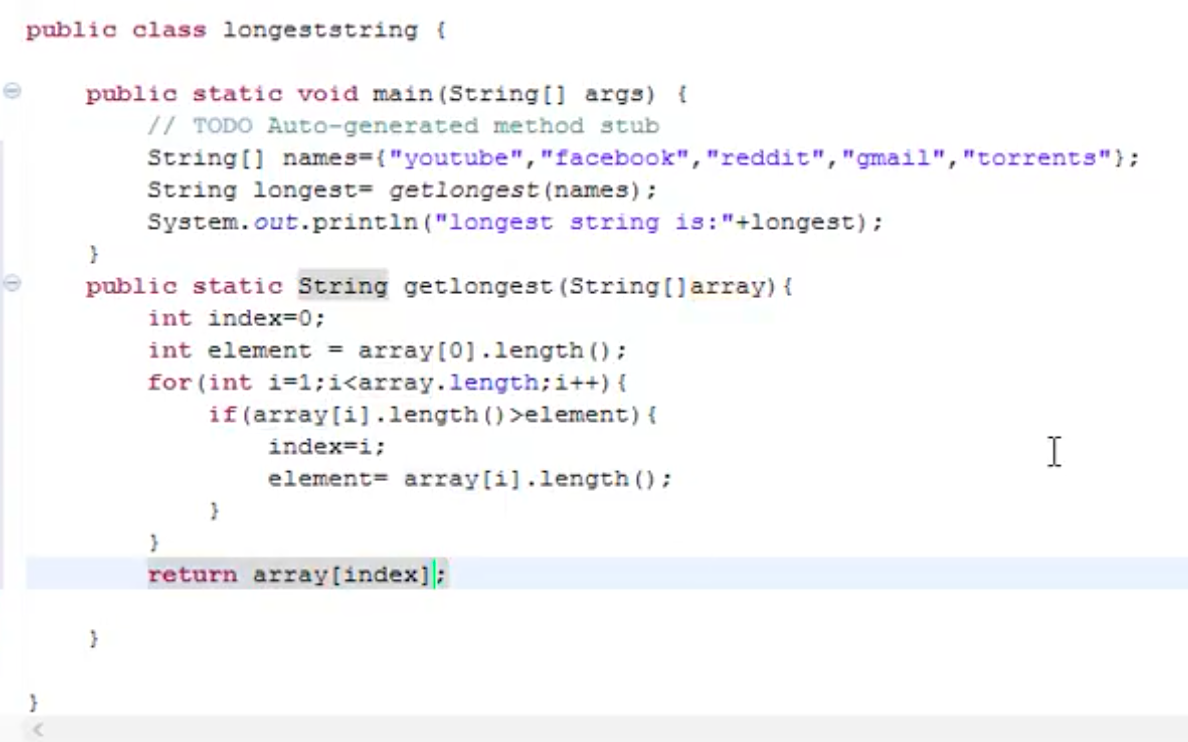 public class longeststring {
public static void main(String[] args) {
// TODO Auto-generated method stub
String[] names={"youtube","facebook","reddit","gmail","torrents"};
String longest= getlongest(names);
System.out.println("longest string is:"+longest);
}
public static String getlongest(String[]array){
int index=0;
int element = array[0].length();
for(int i=1;i<array.length;i++){
if(array[i].length()>element){
index=i;
element= array[i].length();
}
}
return array[index];
}
}